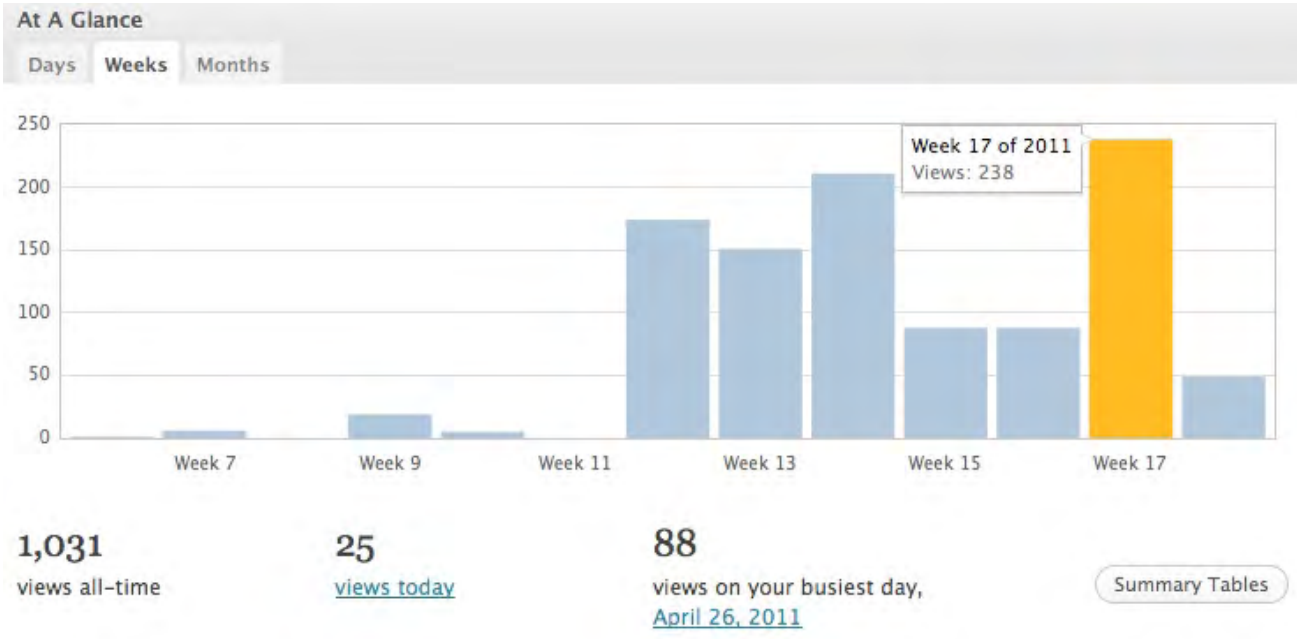 At A Glance
Days Weeks Months
250
200
150
100
50
0
Week 17 of 2011
Views: 238
Week 7 Week 9 Week 11 Week 13 Week 15 Week 17
1,031
views all-time
25
views today
88
views on your busiest day,
April 26, 2011
Summary Tables